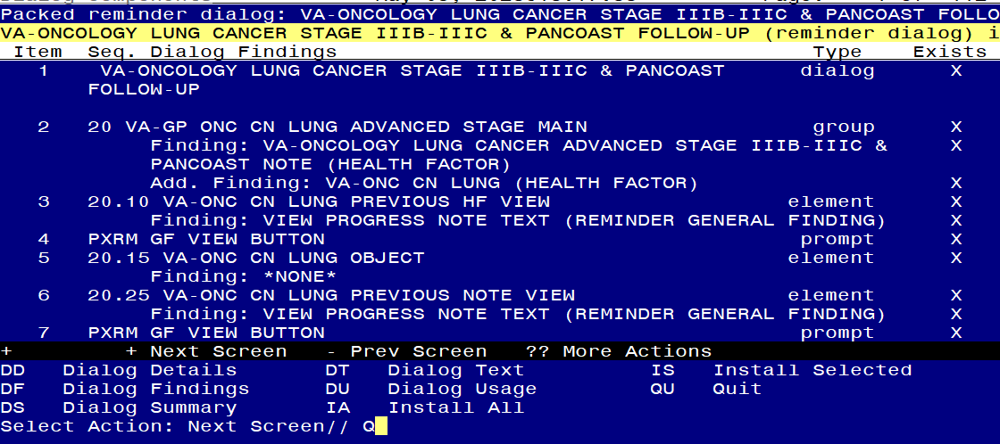 Packed reminder dialog: VA-ONCOLOGY LUNG CANCER STAGE IIIB-IIIC & PANCOAST FOLLO
VA-ONCOLOGY LUNG CANCER STAGE IIIB-IIIC & PANCOAST FOLLOW-UP (reminder dialog) i
Item Seq. Dialog Findings Type Exists
1 VA-ONCOLOGY LUNG CANCER STAGE IIIB-IIIC & PANCOAST dialog X
FOLLOW-UP
2 20 VA-GP ONC CN LUNG ADVANCED STAGE MAIN group X
Finding: VA-ONCOLOGY LUNG CANCER ADVANCED STAGE IIIB-IIIC & X
PANCOAST NOTE (HEALTH FACTOR)
Add. Finding: VA-ONC CN LUNG (HEALTH FACTOR) X
3 20.10 VA-ONC CN LUNG PREVIOUS HF VIEW element X
Finding: VIEW PROGRESS NOTE TEXT (REMINDER GENERAL FINDING) X
4 PXRM GF VIEW BUTTON prompt X
5 20.15 VA-ONC CN LUNG OBJECT element X
Finding: *NONE*
6 20.25 VA-ONC CN LUNG PREVIOUS NOTE VIEW element X
Finding: VIEW PROGRESS NOTE TEXT (REMINDER GENERAL FINDING) X
7 PXRM GF VIEW BUTTON prompt X
+ + Next Screen - Prev Screen ?? More Actions
DD Dialog Details DT Dialog Text IS Install Selected
DF Dialog Findings DU Dialog Usage QU Quit
DS Dialog Summary IA Install All
Select Action: Next Screen// Q